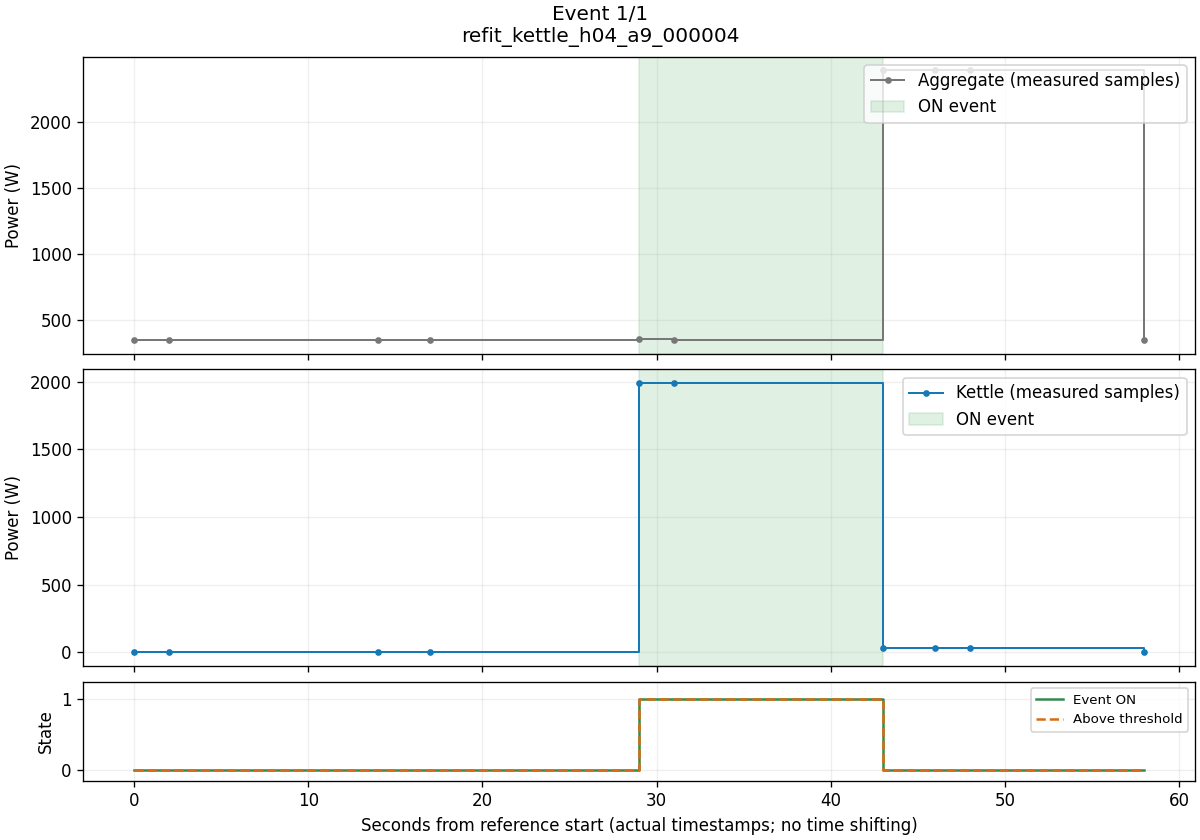 Event 1/1
refit_kettle_h04_a9_000004
Power (W)
2000
1500
1000
500
Aggregate (measured samples)
ON event
Power (W)
2000
1500
1000
500
0
Kettle (measured samples)
ON event
State
1
0
Event ON
Above threshold
0 10 20 30 40 50 60
Seconds from reference start (actual timestamps; no time shifting)